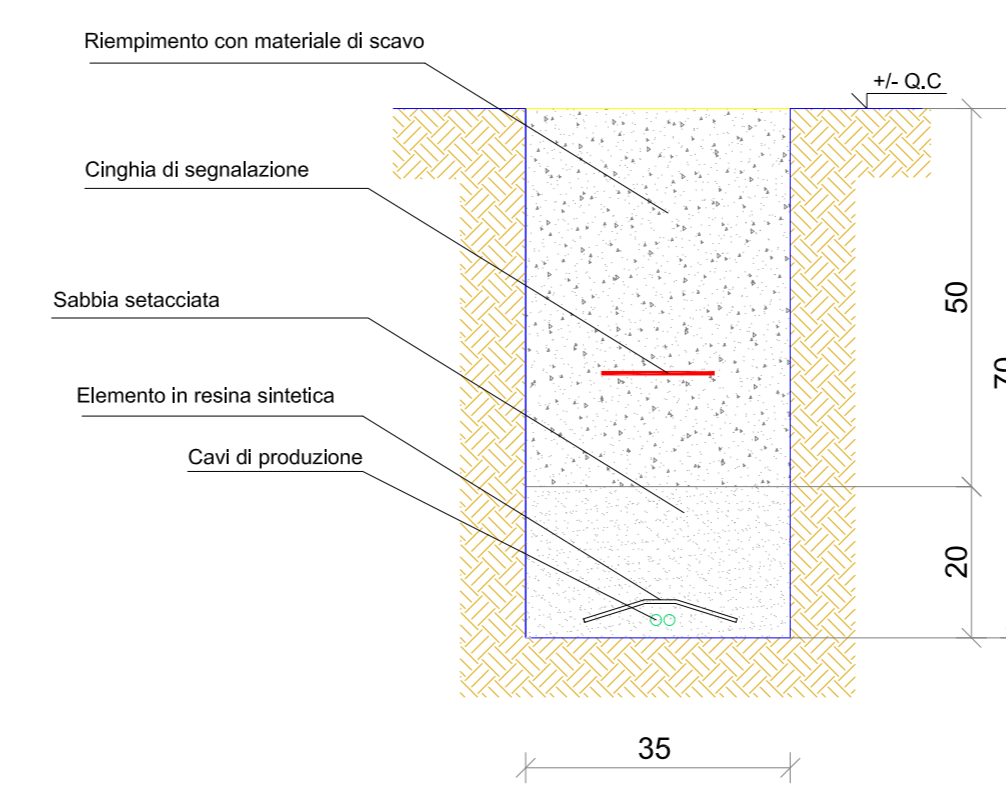 Riempimento con materiale di scavo
+/- Q.C
Cinghia di segnalazione
Sabbia setacciata
50
70
Elemento in resina sintetica
Cavi di produzione
20
35